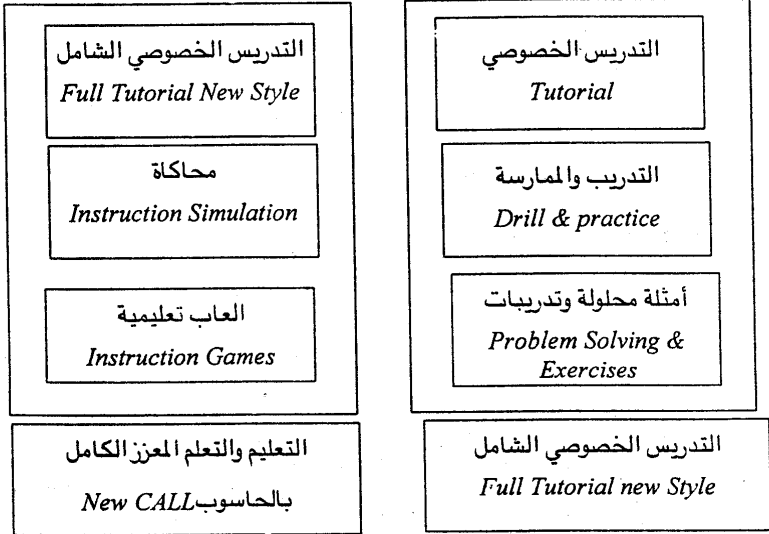 التدريس الخصوصي
Tutorial
التدريب والممارسة
Drill & practice
أمثلة محلولة وتدريبات
Problem Solving &
Exercises
التدريس الخصوصي الشامل
Full Tutorial new Style
التدريس الخصوصي الشامل
Full Tutorial New Style
محاكاة
Instruction Simulation
العاب تعليمية
Instruction Games
التعليم والتعلم المعزز الكامل
بالحاسوب New CALL